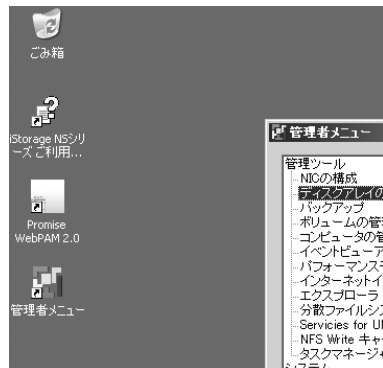 ごみ箱
iStorage NSシリ
ーズご利用...
Promise
WebPAM 2.0
管理者メニュー
管理者メニュー
管理ツール
NICの構成
ディスクアレイの
バックアップ
ボリュームの管
コンピュータの管
イベントビューア
パフォーマンス
インターネット
エクスプローラ
分散ファイルシ
Servicies for U
NFS Write キャ
タスクマネージ
システム